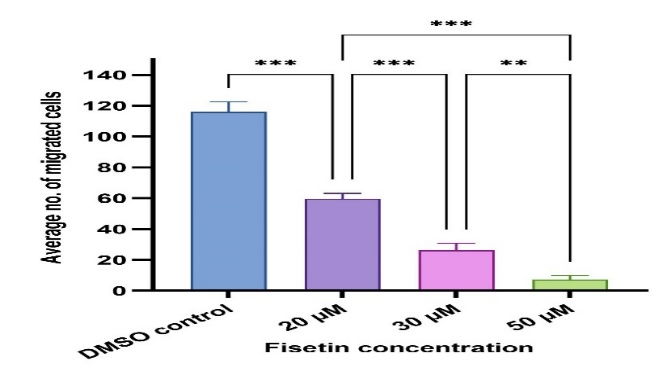 ***
*** *** **
140
120
100
80
60
40
20
0
Average no. of migrated cells
DMSO control
20 µM
30 µM
50 µM
Fisetin concentration